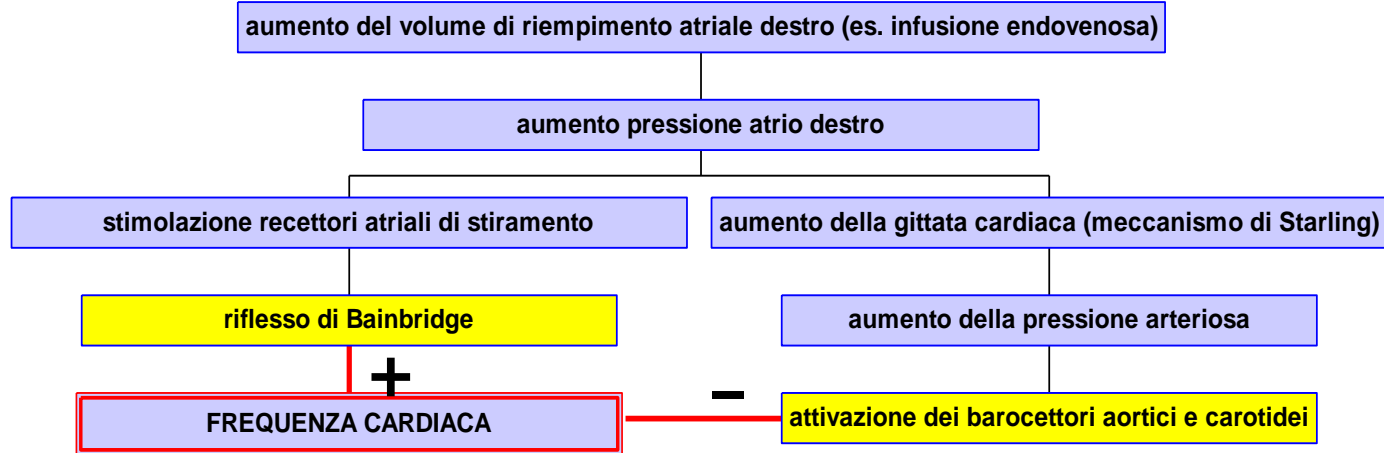 aumento del volume di riempimento atriale destro (es. infusione endovenosa)
aumento pressione atrio destro
stimolazione recettori atriali di stiramento
aumento della gittata cardiaca (meccanismo di Starling)
riflesso di Bainbridge
aumento della pressione arteriosa
+
–
FREQUENZA CARDIACA
attivazione dei barocettori aortici e carotidei